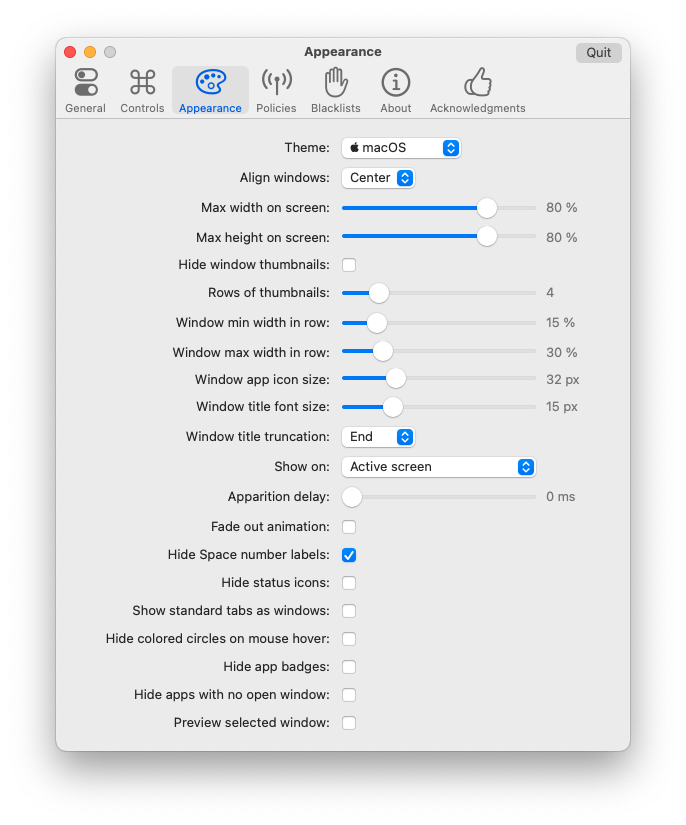 Appearance
Quit
General Controls Appearance Policies Blacklists About Acknowledgments
Theme: macOS
Align windows: Center
Max width on screen: 80 %
Max height on screen: 80 %
Hide window thumbnails:
Rows of thumbnails: 4
Window min width in row: 15 %
Window max width in row: 30 %
Window app icon size: 32 px
Window title font size: 15 px
Window title truncation: End
Show on: Active screen
Apparition delay: 0 ms
Fade out animation:
Hide Space number labels:
Hide status icons:
Show standard tabs as windows:
Hide colored circles on mouse hover:
Hide app badges:
Hide apps with no open window:
Preview selected window: